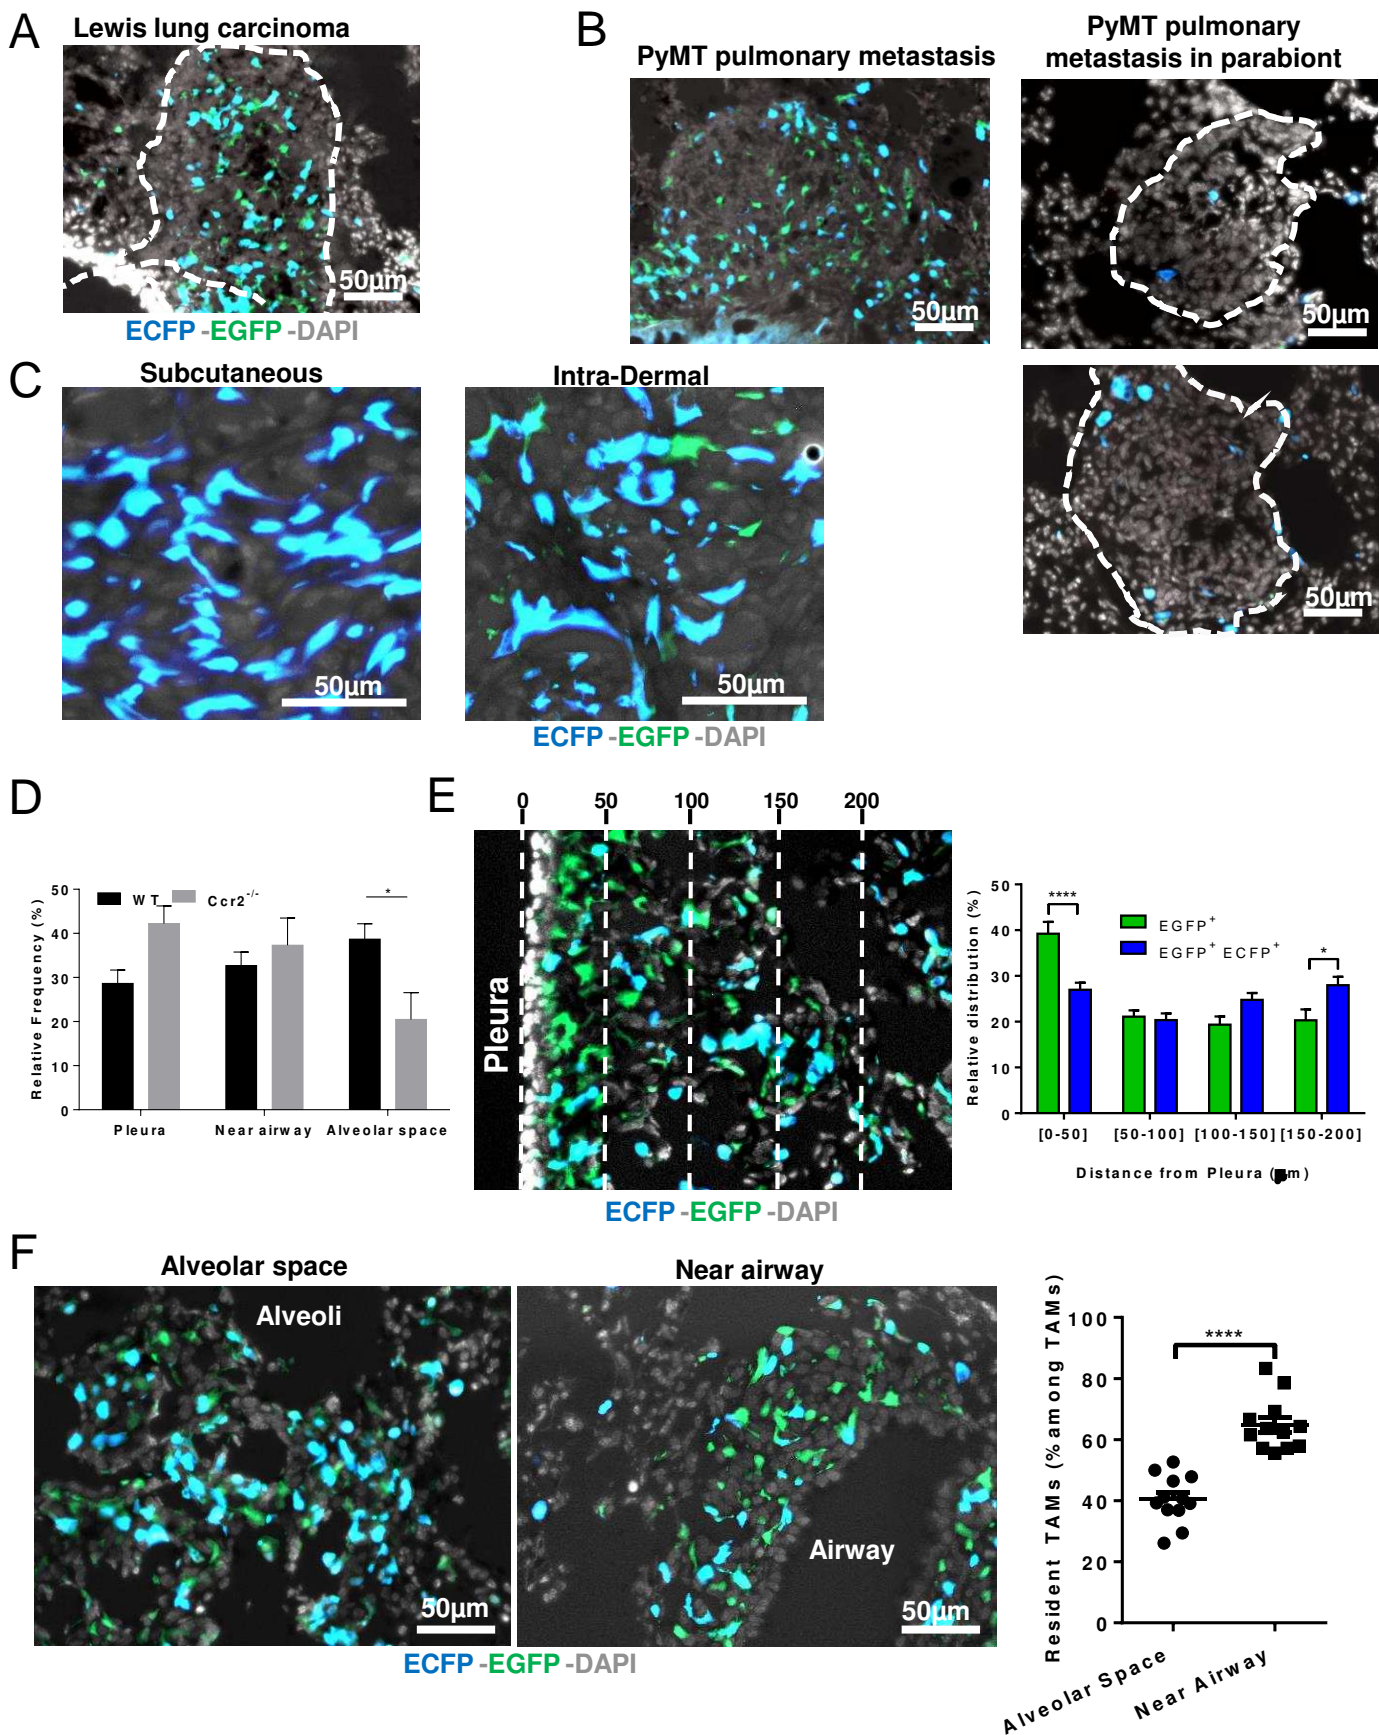 A
Lewis lung carcinoma
50µm
ECFP -EGFP -DAPI
B
PyMT pulmonary metastasis
50µm
PyMT pulmonary
metastasis in parabiont
50µm
50µm
C
Subcutaneous
50µm
Intra-Dermal
50µm
ECFP -EGFP -DAPI
D
Relative Frequency (%)
50
40
30
20
10
0
WT
Ccr2-/-
*
Pleura
Near airway
Alveolar space
E
0 50 100 150 200
Pleura
ECFP -EGFP -DAPI
Relative distribution (%)
50
40
30
20
10
0
****
*
EGFP+
EGFP+ ECFP+
[0-50] [50-100] [100-150] [150-200]
Distance from Pleura (µm)
F
Alveolar space
Alveoli
50µm
Near airway
Airway
50µm
ECFP -EGFP -DAPI
Resident TAMs (%among TAMs)
100
80
60
40
20
0
****
Alveolar Space
Near Airway